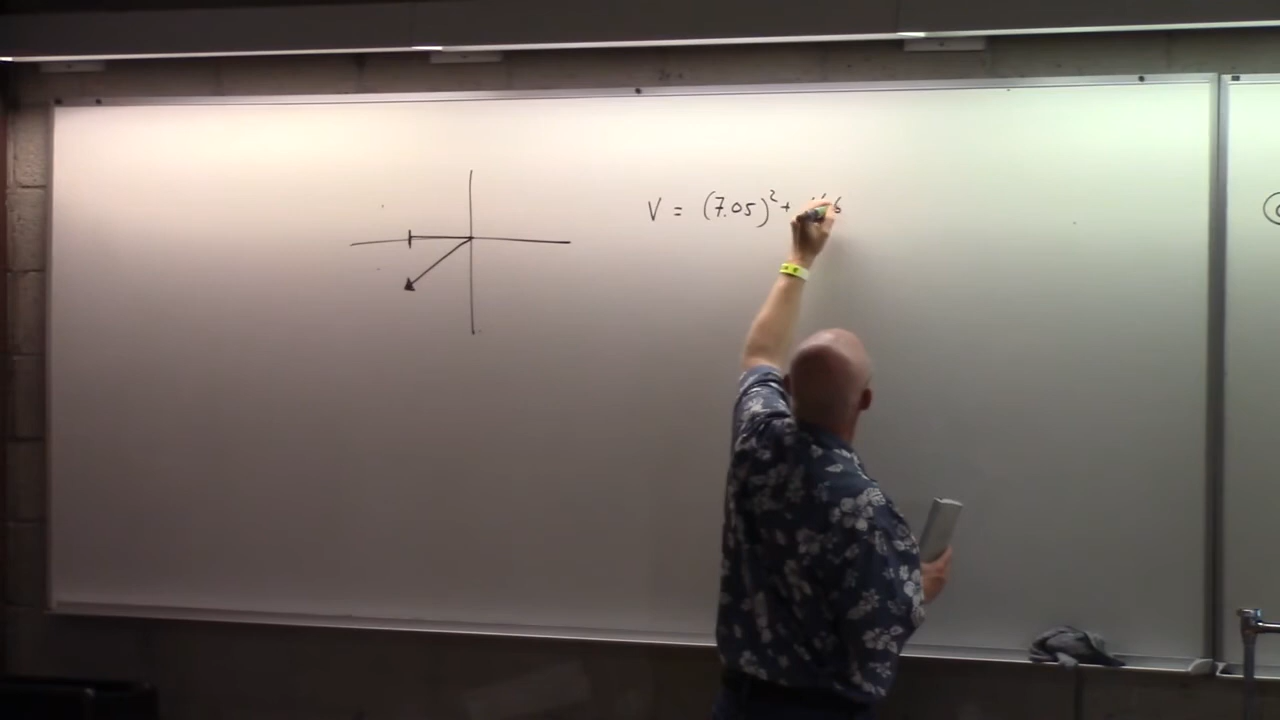 V = (7.05)² +